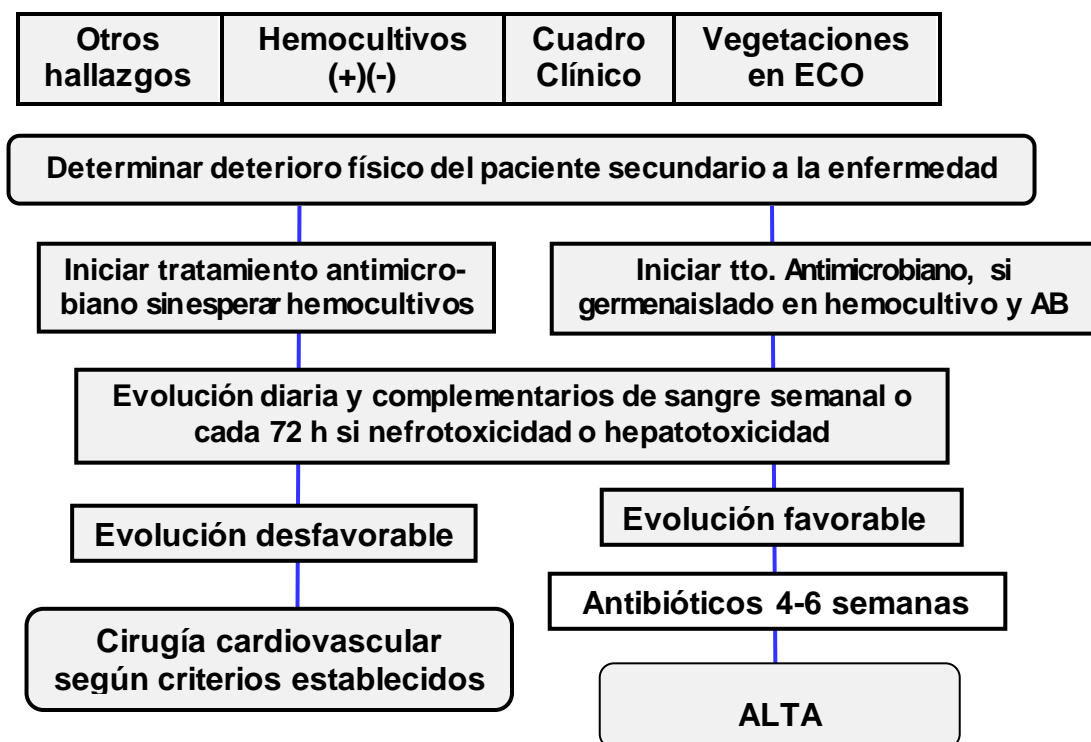 Otros
hallazgos
Hemocultivos
(+)(-)
Cuadro
Clínico
Vegetaciones
en ECO
Determinar deterioro físico del paciente secundario a la enfermedad
Iniciar tratamiento antimicro-
biano sin esperar hemocultivos
Iniciar tto. Antimicrobiano, si
germenaislado en hemocultivo y AB
Evolución diaria y complementarios de sangre semanal o
cada 72 h si nefrotoxicidad o hepatotoxicidad
Evolución desfavorable
Evolución favorable
Antibióticos 4-6 semanas
Cirugía cardiovascular
según criterios establecidos
ALTA